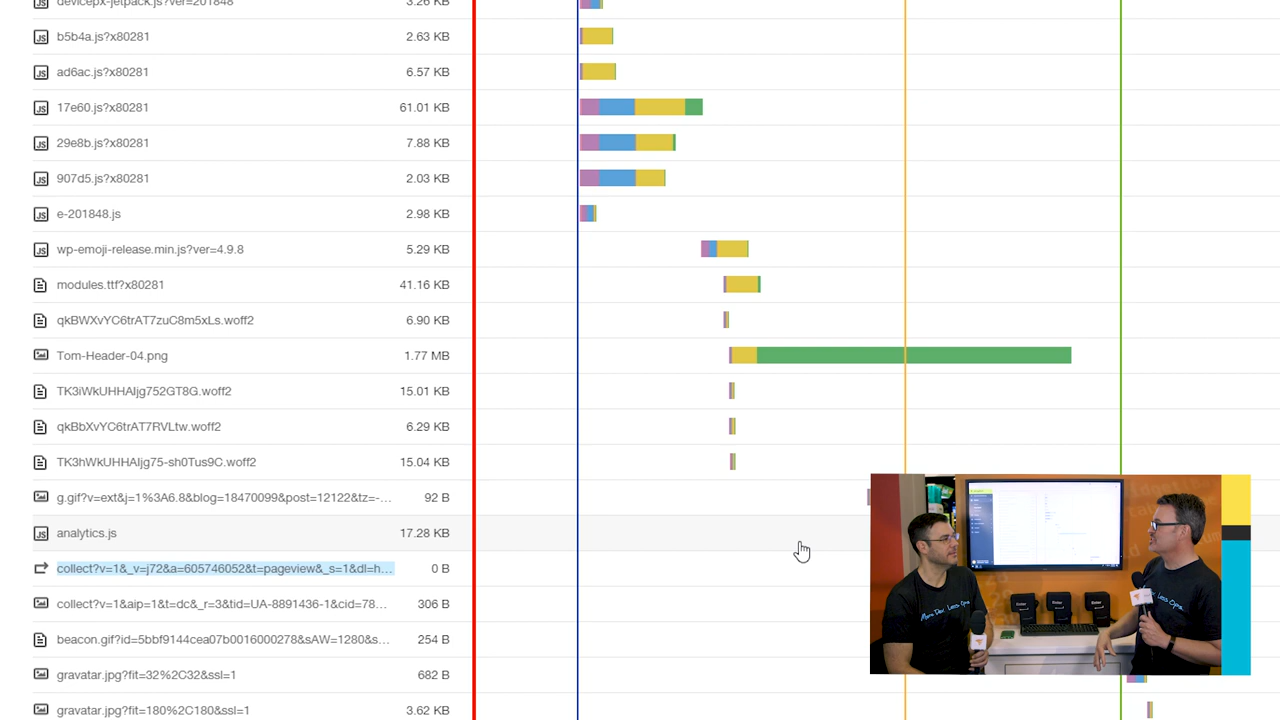 devicepx-jetpack.js?ver=201848 3.26 KB
b5b4a.js?x80281 2.63 KB
ad6ac.js?x80281 6.57 KB
17e60.js?x80281 61.01 KB
29e8b.js?x80281 7.88 KB
907d5.js?x80281 2.03 KB
e-201848.js 2.98 KB
wp-emoji-release.min.js?ver=4.9.8 5.29 KB
modules.ttf?x80281 41.16 KB
qkBWXvYC6trAT7zuC8m5xLs.woff2 6.90 KB
Tom-Header-04.png 1.77 MB
TK3iWkUHHAIjg752GT8G.woff2 15.01 KB
qkBbXvYC6trAT7RVLtw.woff2 6.29 KB
TK3hWkUHHAIjg75-sh0Tus9C.woff2 15.04 KB
g.gif?v=ext&j=1%3A6.8&blog=18470099&post=12122&tz=-... 92 B
analytics.js 17.28 KB
collect?v=1&_v=j72&a=605746052&t=pageview&_s=1&dl=h... 0 B
collect?v=1&aip=1&t=dc&_r=3&tid=UA-8891436-1&cid=78... 306 B
beacon.gif?id=5bbf9144cea07b0016000278&sAW=1280&s... 254 B
gravatar.jpg?fit=32%2C32&ssl=1 682 B
gravatar.jpg?fit=180%2C180&ssl=1 3.62 KB
More Dev Less Ops
Enter
Enter
Enter